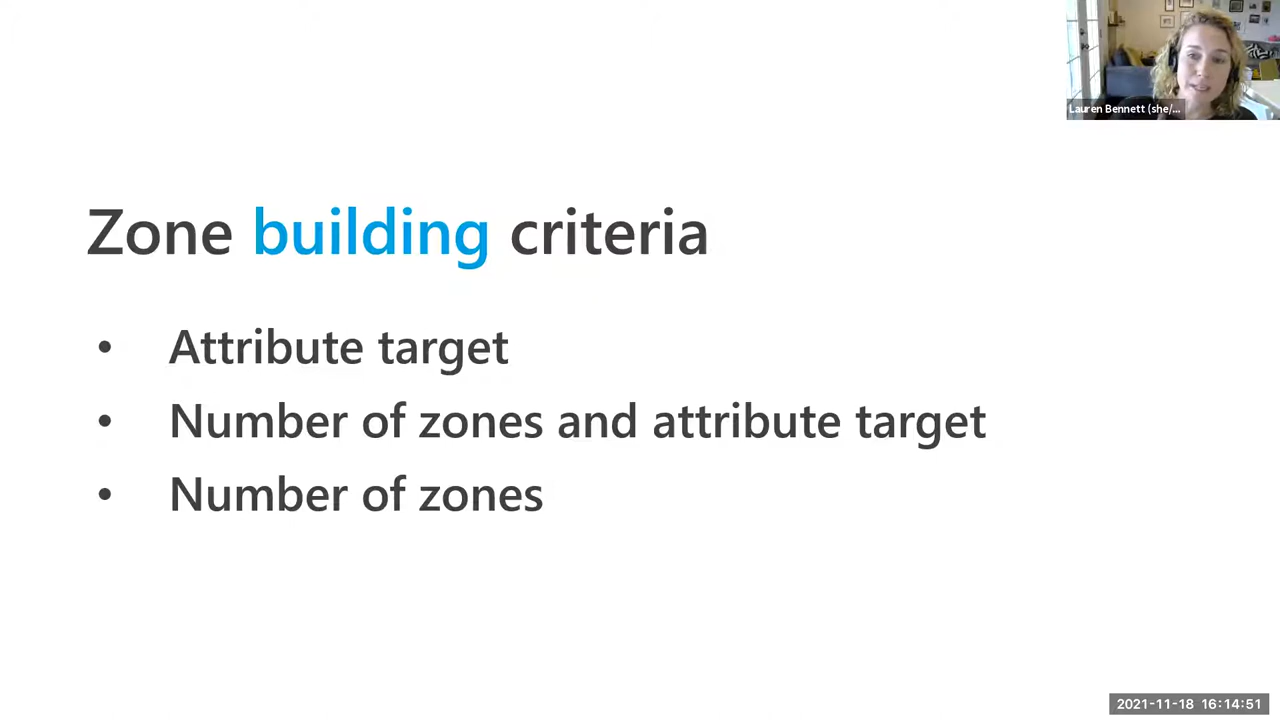 Lauren Bennett (she/...
Zone building criteria
• Attribute target
• Number of zones and attribute target
• Number of zones
2021-11-18 16:14:51